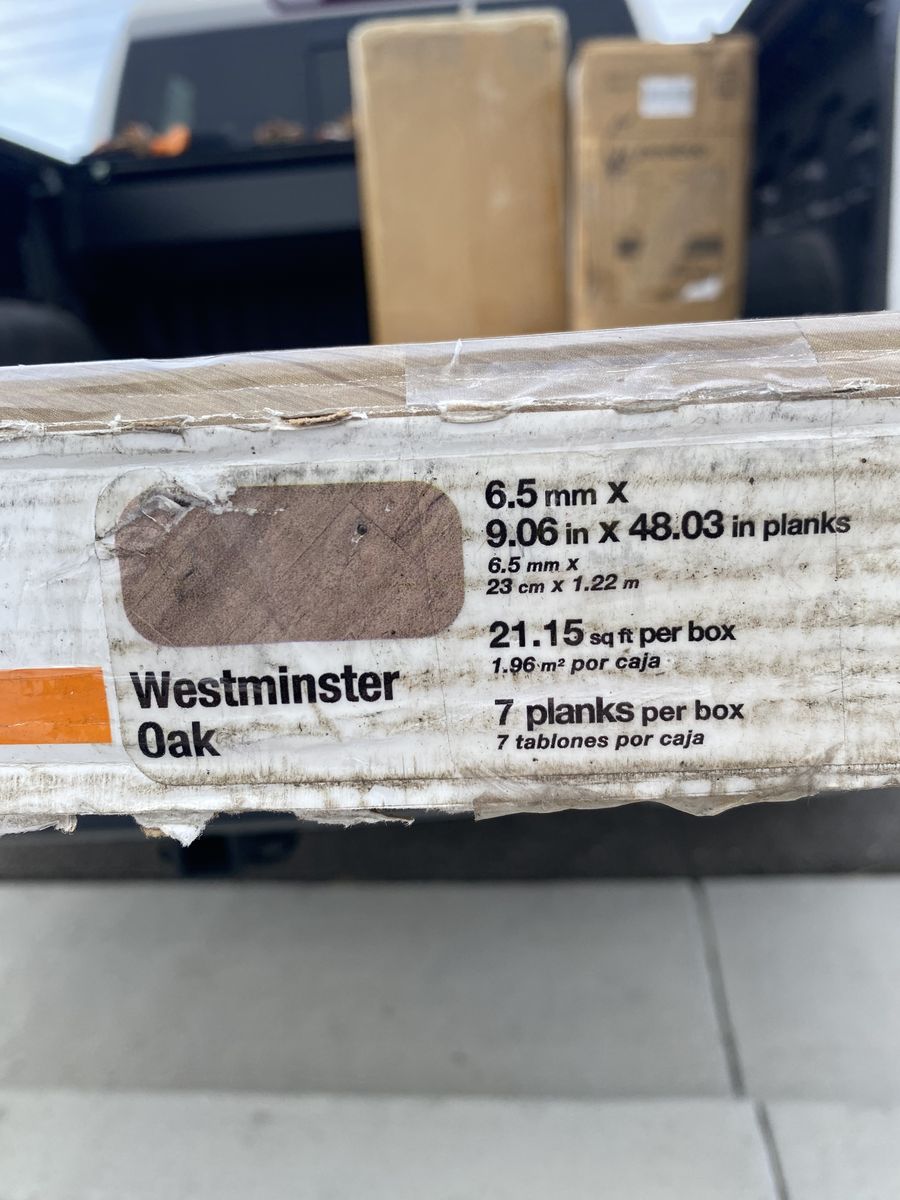 6.5 mm x
9.06 in x 48.03 in planks
6.5 mm x
23 cm x 1.22 m
21.15 sq ft per box
1.96 m² por caja
7 planks per box
7 tablones por caja
Westminster
Oak